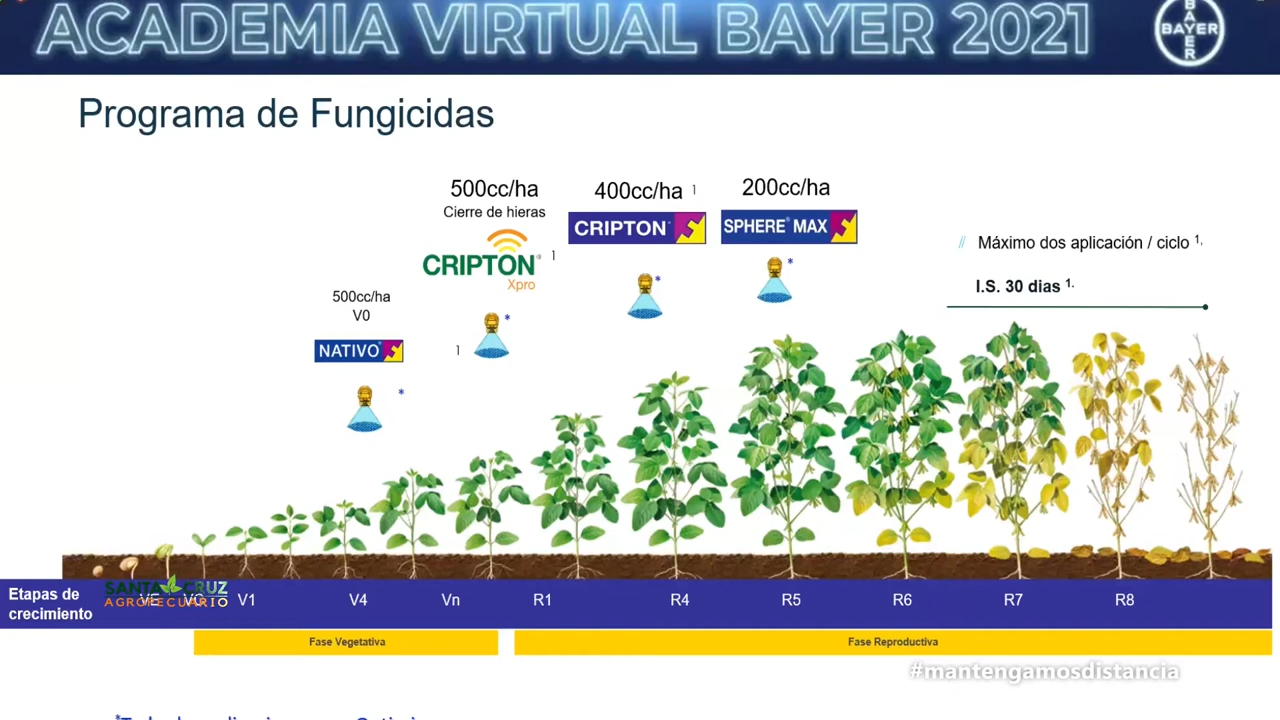 ACADEMIA VIRTUAL BAYER 2021
BAYER
BAYER
Programa de Fungicidas
500cc/ha
Cierre de hieras
CRIPTON
Xpro
1
400cc/ha 1
CRIPTON
*
200cc/ha
SPHERE® MAX
*
// Máximo dos aplicación / ciclo 1,
I.S. 30 dias 1.
500cc/ha
V0
NATIVO®
*
1
*
Etapas de
crecimiento
SANTA CRUZ
AGROPECUARIO
VE
V1
V4
Vn
R1
R4
R5
R6
R7
R8
Fase Vegetativa
Fase Reproductiva
#mantengamosdistancia